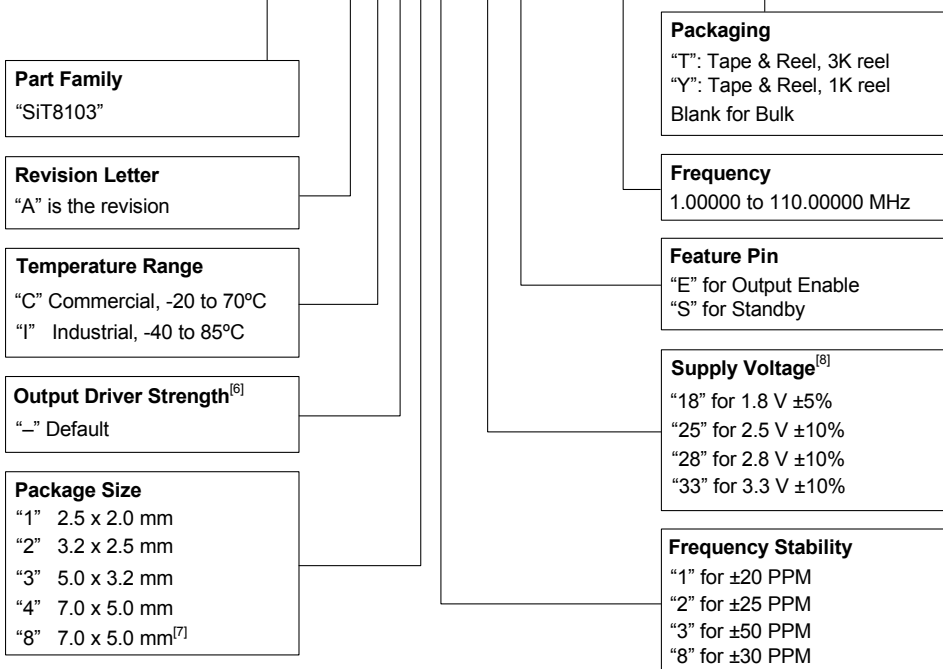 Part Family
“SiT8103”
Revision Letter
“A” is the revision
Temperature Range
“C” Commercial, -20 to 70ºC
“I” Industrial, -40 to 85ºC
Output Driver Strength[6]
“–” Default
Package Size
“1” 2.5 x 2.0 mm
“2” 3.2 x 2.5 mm
“3” 5.0 x 3.2 mm
“4” 7.0 x 5.0 mm
“8” 7.0 x 5.0 mm[7]
Packaging
“T”: Tape & Reel, 3K reel
“Y”: Tape & Reel, 1K reel
Blank for Bulk
Frequency
1.00000 to 110.00000 MHz
Feature Pin
“E” for Output Enable
“S” for Standby
Supply Voltage[8]
“18” for 1.8 V ±5%
“25” for 2.5 V ±10%
“28” for 2.8 V ±10%
“33” for 3.3 V ±10%
Frequency Stability
“1” for ±20 PPM
“2” for ±25 PPM
“3” for ±50 PPM
“8” for ±30 PPM